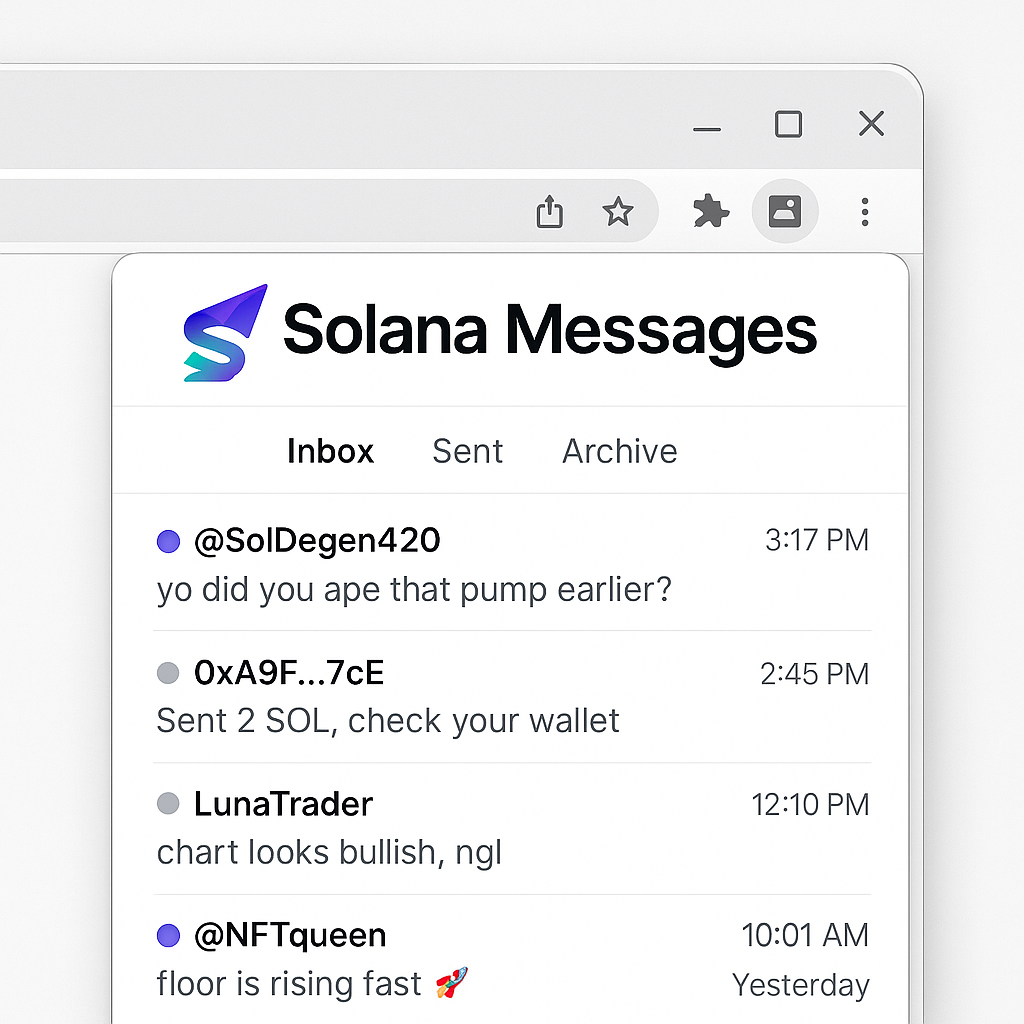 Solana Messages
Inbox Sent Archive
@SolDegen420 3:17 PM
yo did you ape that pump earlier?
0xA9F...7cE 2:45 PM
Sent 2 SOL, check your wallet
LunaTrader 12:10 PM
chart looks bullish, ngl
@NFTqueen 10:01 AM
floor is rising fast 🚀 Yesterday